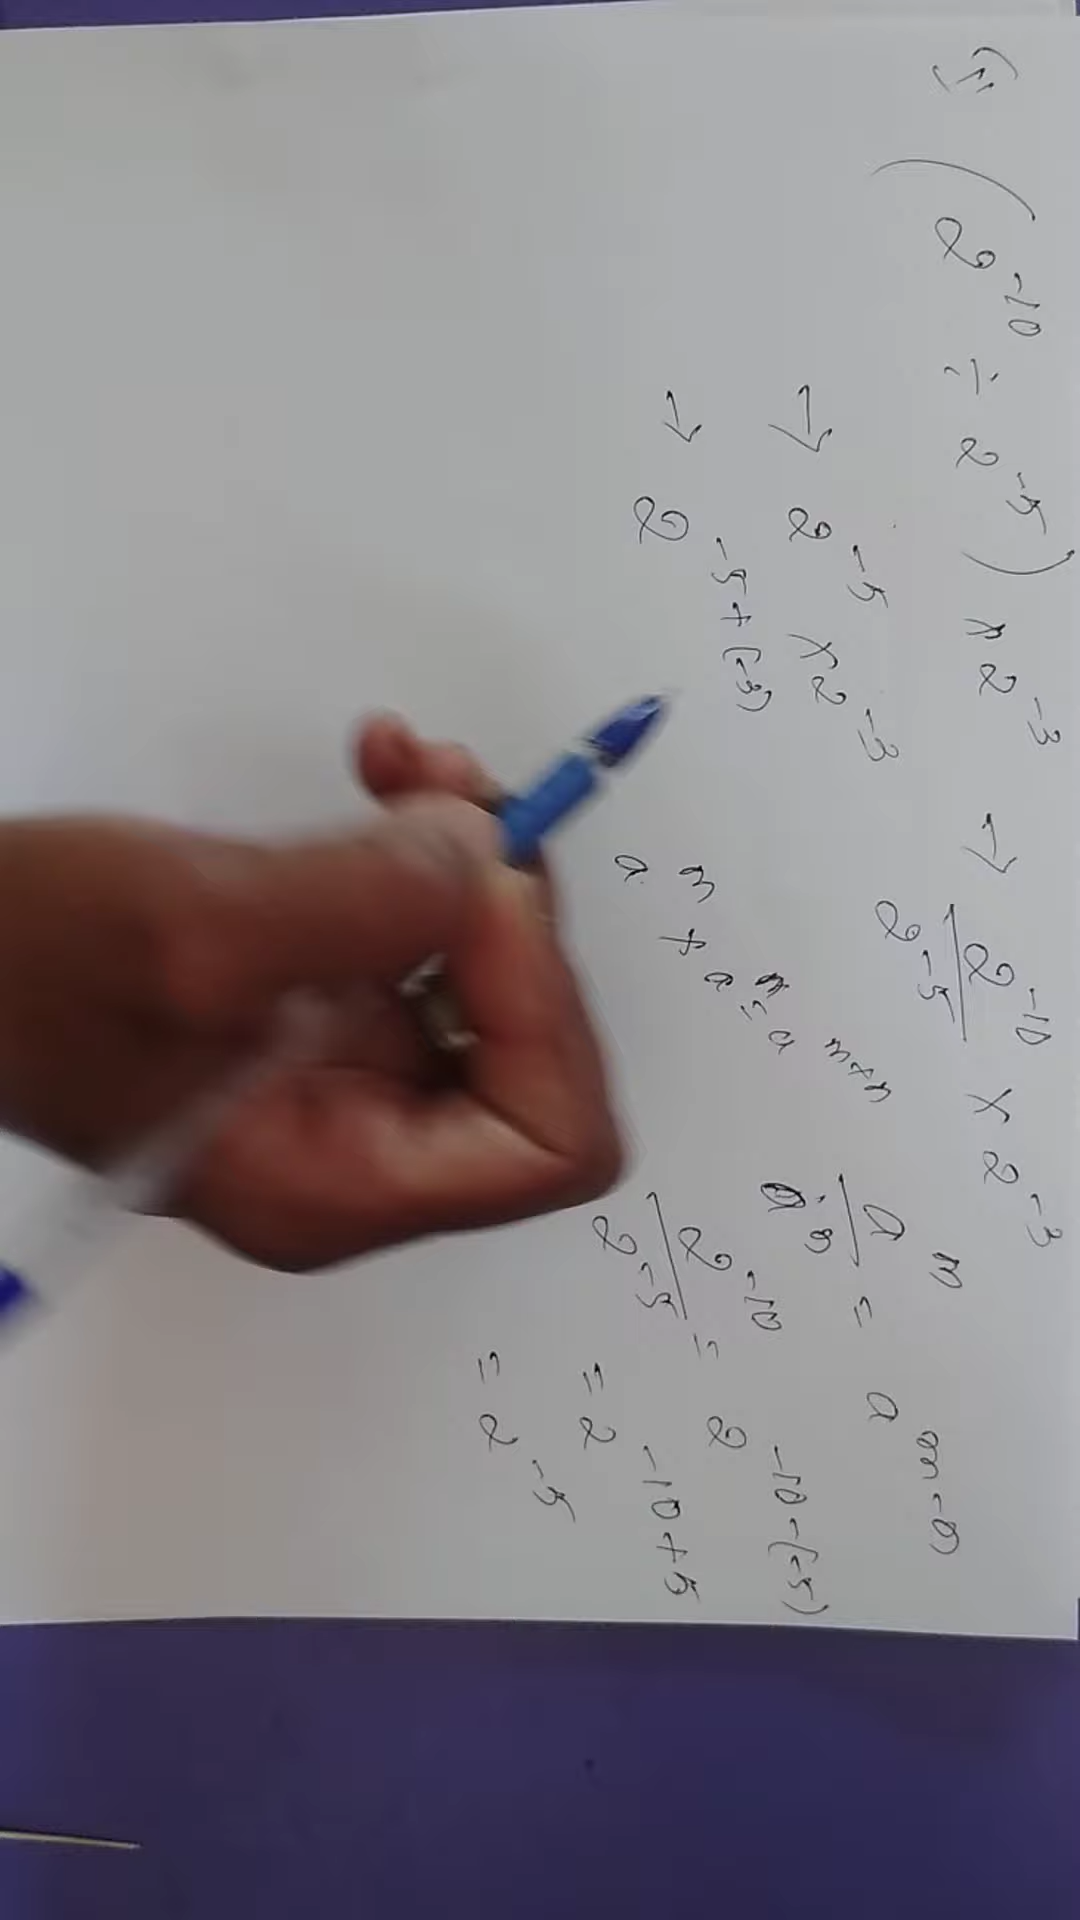 (i) (2^-10 ÷ 2^-5) × 2^-3 → 2^-10 / 2^-5 × 2^-3
→ 2^-5 × 2^-3
→ 2^-5+(-3)
a^m × a^n = a^m+n
a^m / a^n = a^m-n
2^-10 / 2^-5 = 2^-10-(-5)
= 2^-10+5
= 2^-5